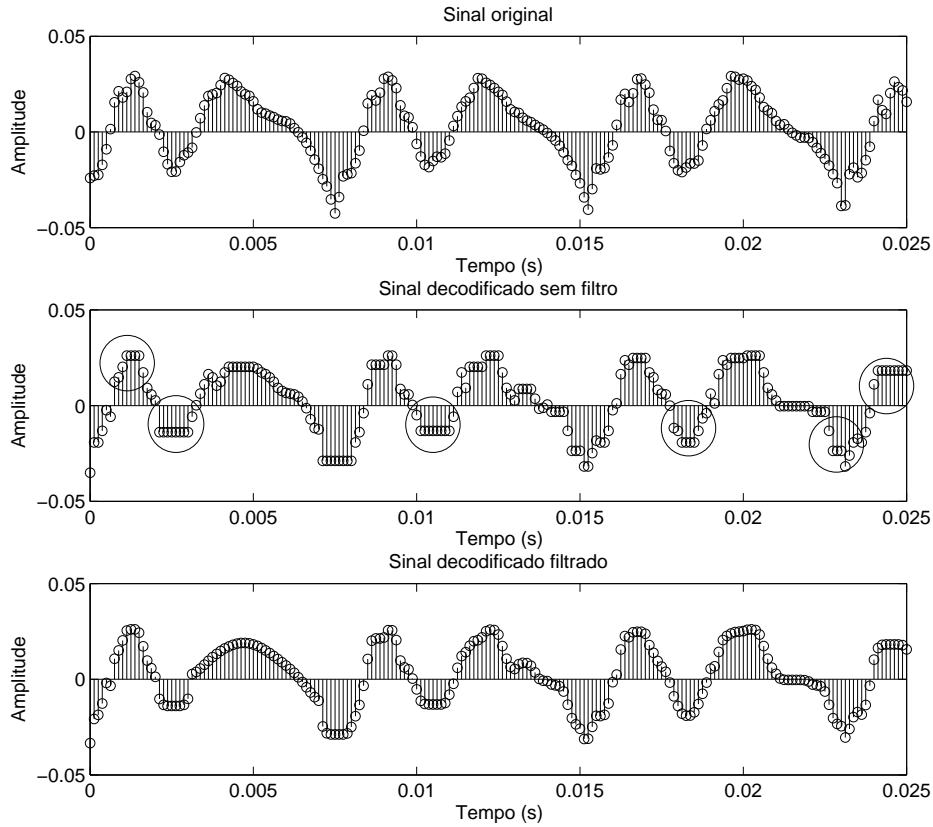 Sinal original
0.05
0
−0.05
Amplitude
0 0.005 0.01 0.015 0.02 0.025
Tempo (s)
Sinal decodificado sem filtro
0.05
0
−0.05
Amplitude
0 0.005 0.01 0.015 0.02 0.025
Tempo (s)
Sinal decodificado filtrado
0.05
0
−0.05
Amplitude
0 0.005 0.01 0.015 0.02 0.025
Tempo (s)